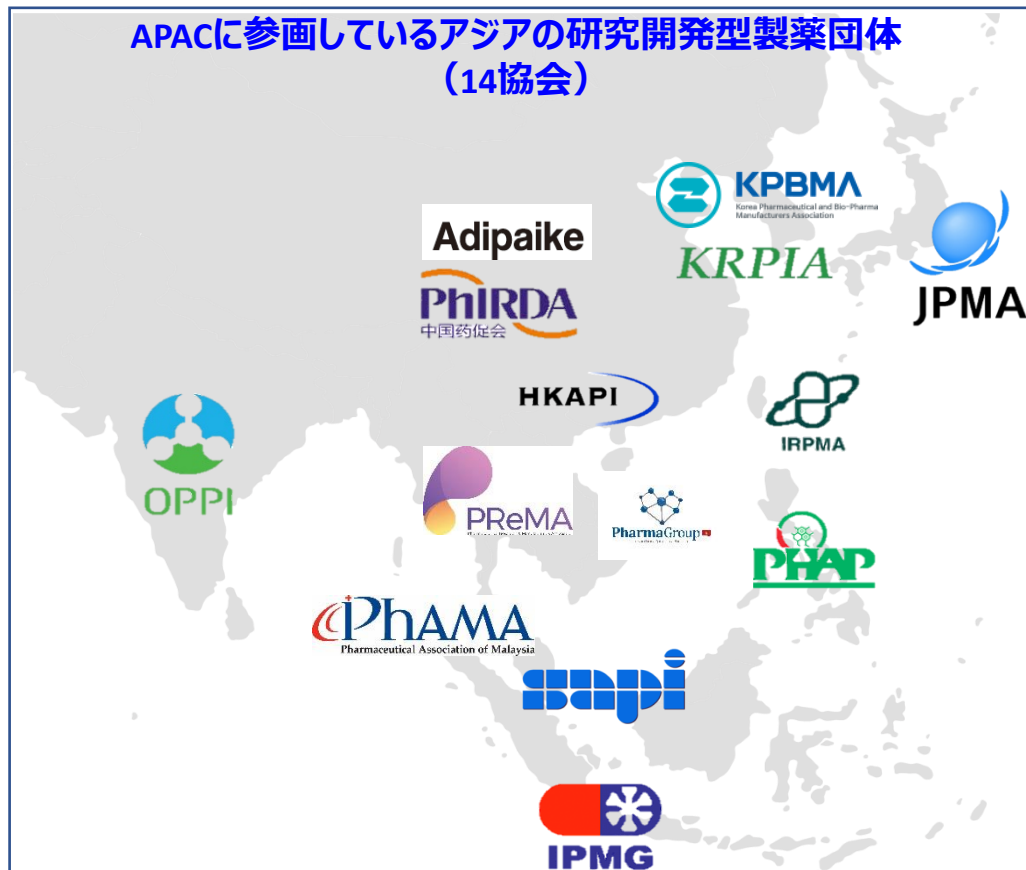 APACに参画しているアジアの研究開発型製薬団体
（14協会）
KPBMA
Korea Pharmaceutical and Bio-Pharma
Manufacturers Association
Adipaike
KRPIA
PhIRDA
中国药促会
JPMA
HKAPI
IRPMA
OPPI
PReMA
PharmaGroup
PHAP
PhAMA
Pharmaceutical Association of Malaysia
sapi
IPMG